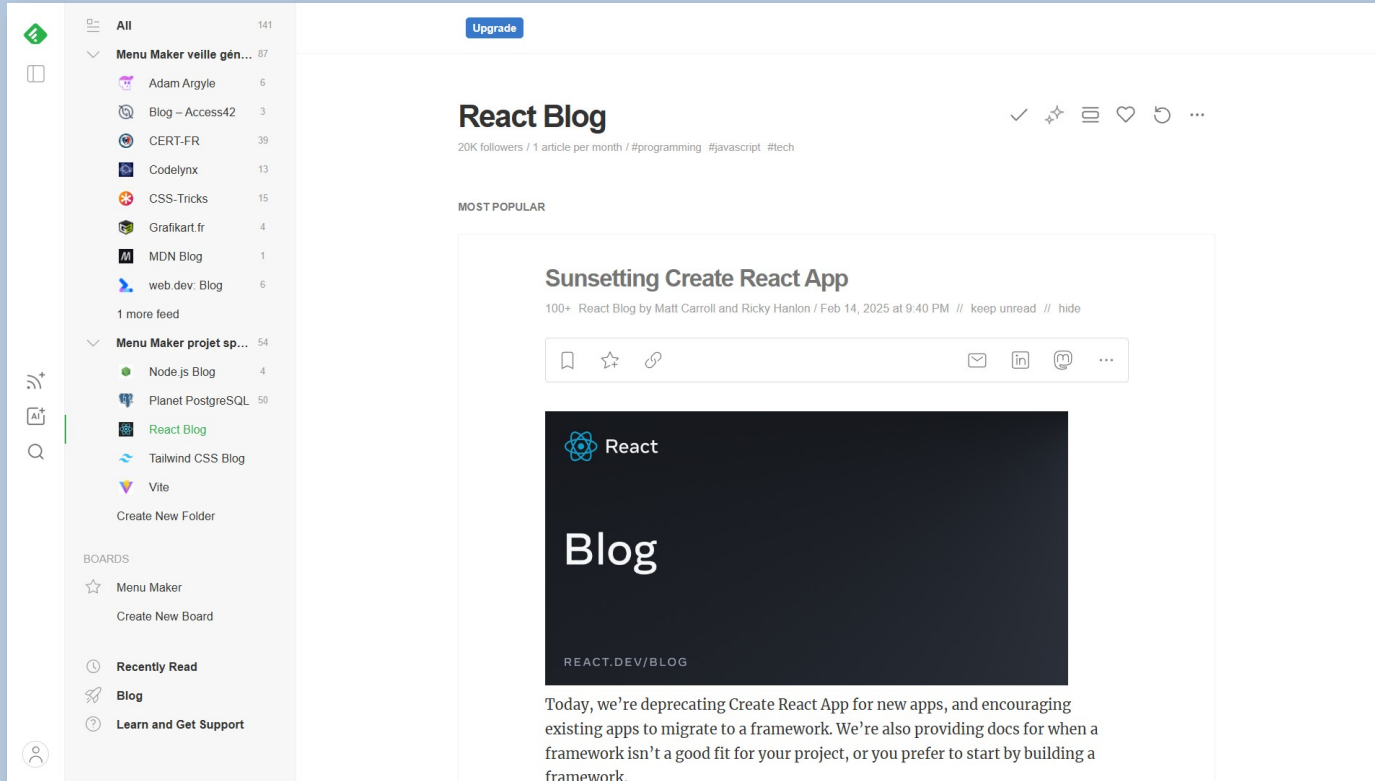 All 141
Menu Maker veille gén... 87
Adam Argyle 6
Blog – Access42 3
CERT-FR 39
Codelynx 13
CSS-Tricks 15
Grafikart.fr 4
MDN Blog 1
web.dev: Blog 6
1 more feed
Menu Maker projet sp... 54
Node.js Blog 4
Planet PostgreSQL 50
React Blog
Tailwind CSS Blog
Vite
Create New Folder
BOARDS
Menu Maker
Create New Board
Recently Read
Blog
Learn and Get Support
AI
Upgrade
React Blog
20K followers / 1 article per month / #programming #javascript #tech
MOST POPULAR
Sunsetting Create React App
100+ React Blog by Matt Carroll and Ricky Hanlon / Feb 14, 2025 at 9:40 PM // keep unread // hide
in
React
Blog
REACT.DEV/BLOG
Today, we’re deprecating Create React App for new apps, and encouraging
existing apps to migrate to a framework. We’re also providing docs for when a
framework isn’t a good fit for your project, or you prefer to start by building a
framework.